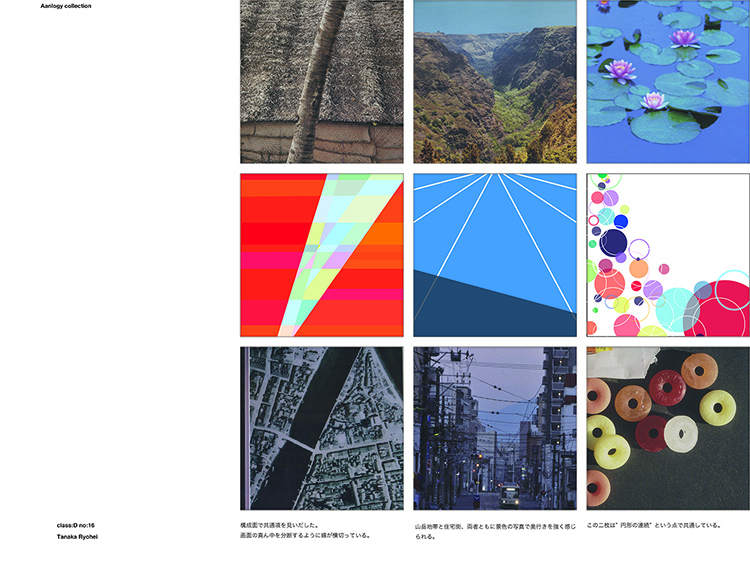 Aanlogy collection
class:D no:16
Tanaka Ryohei
構成面で共通項を見いだした。
画面の真ん中を分断するように線が横切っている。
山岳地帯と住宅街、両者ともに景色の写真で奥行きを強く感じ
られる。
この二枚は”円形の連続”という点で共通している。